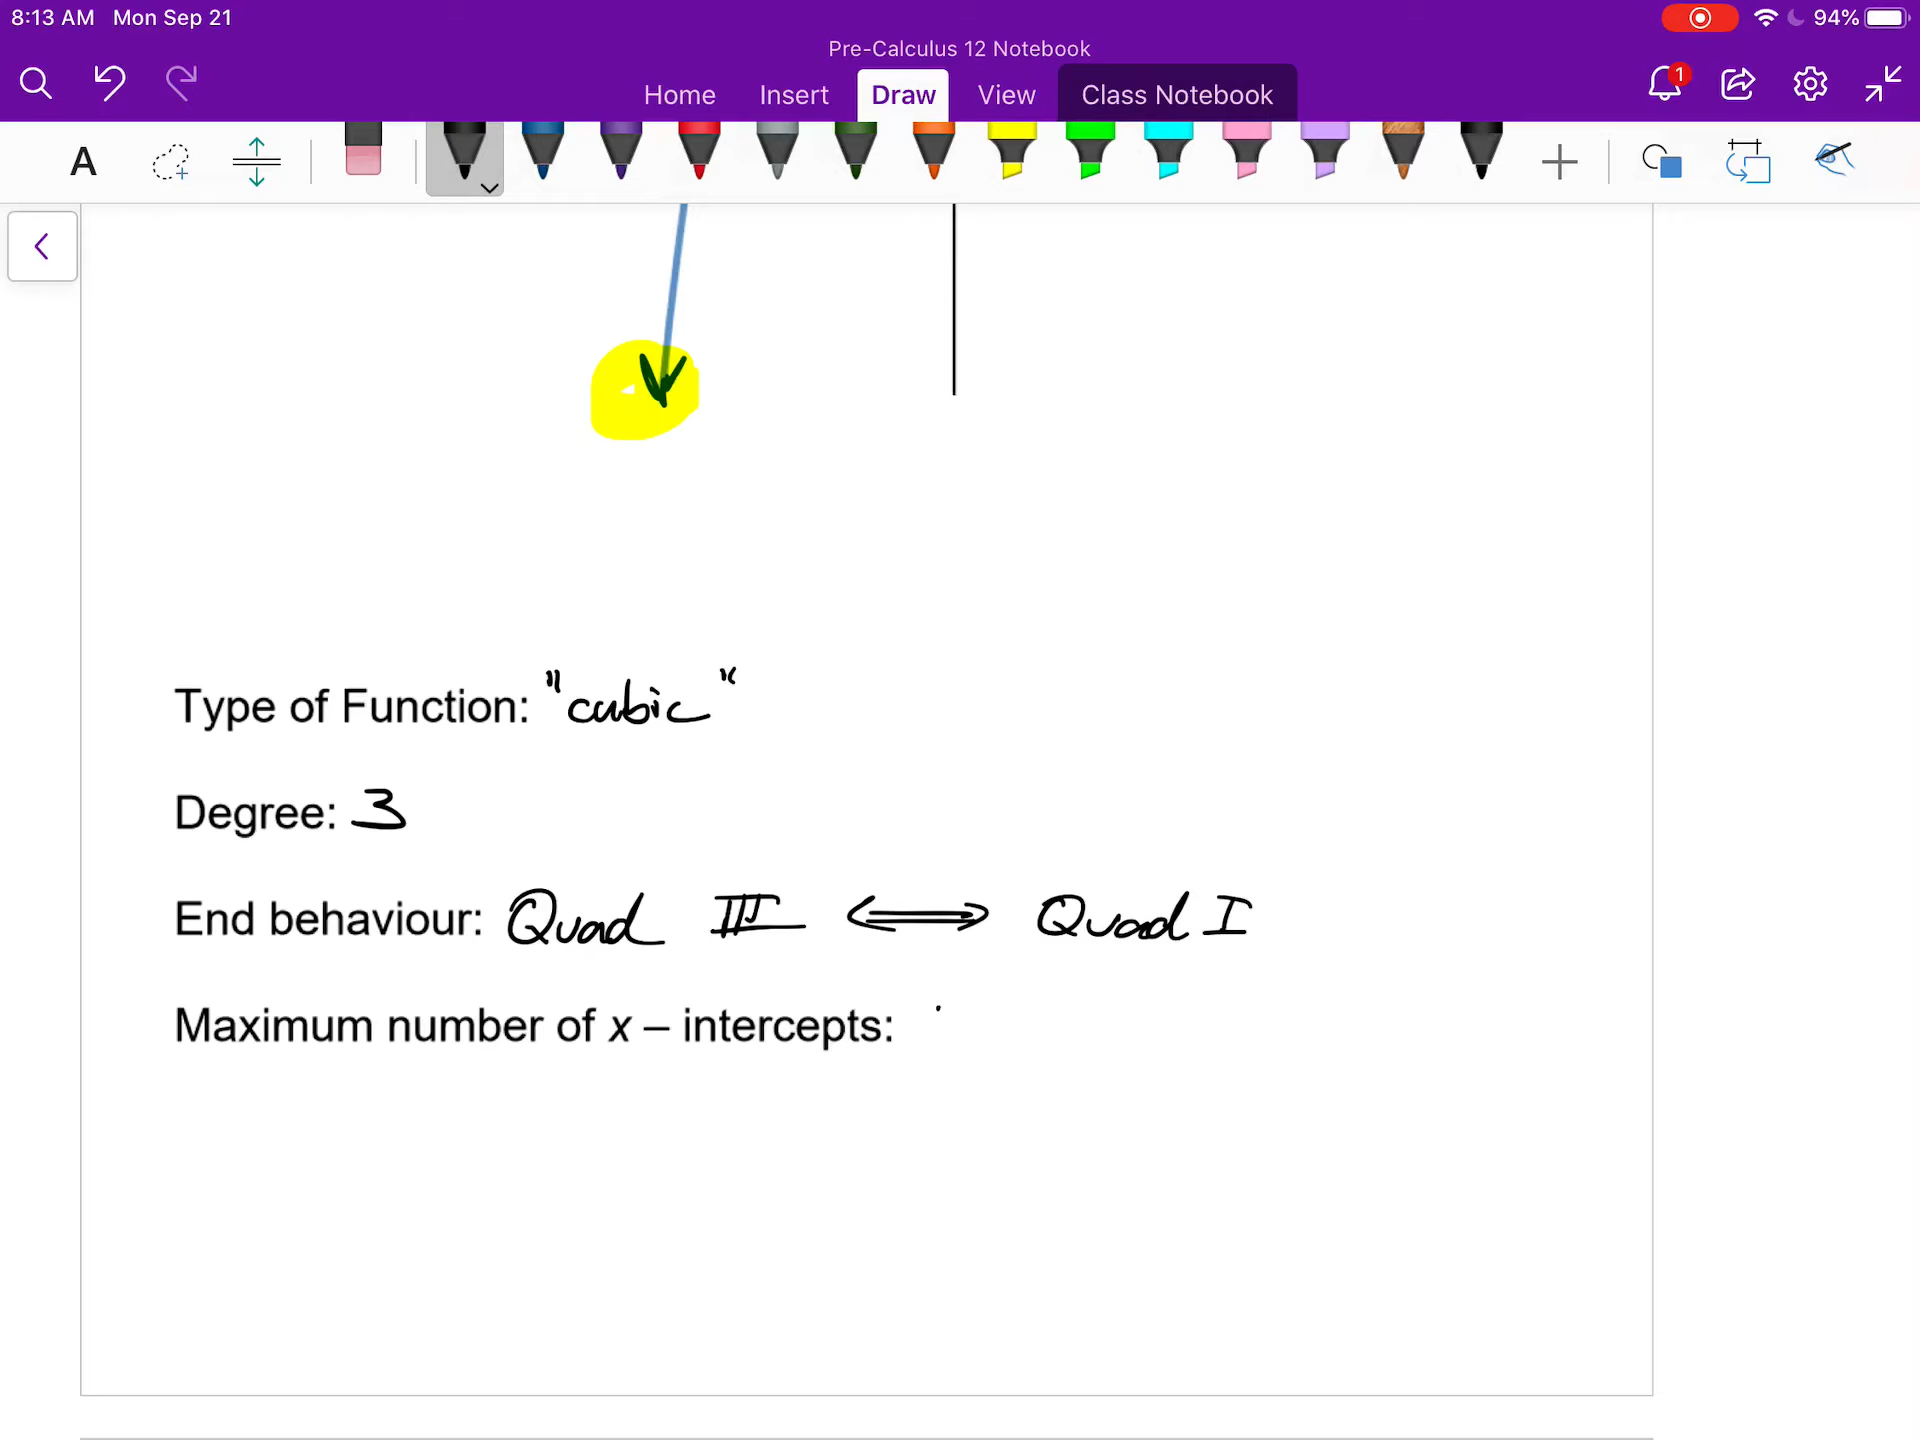 8:13 AM Mon Sep 21
94%
Pre-Calculus 12 Notebook
Home Insert Draw View Class Notebook
1
A
Type of Function: "cubic"
Degree: 3
End behaviour: Quad III ⟺ Quad I
Maximum number of x – intercepts: